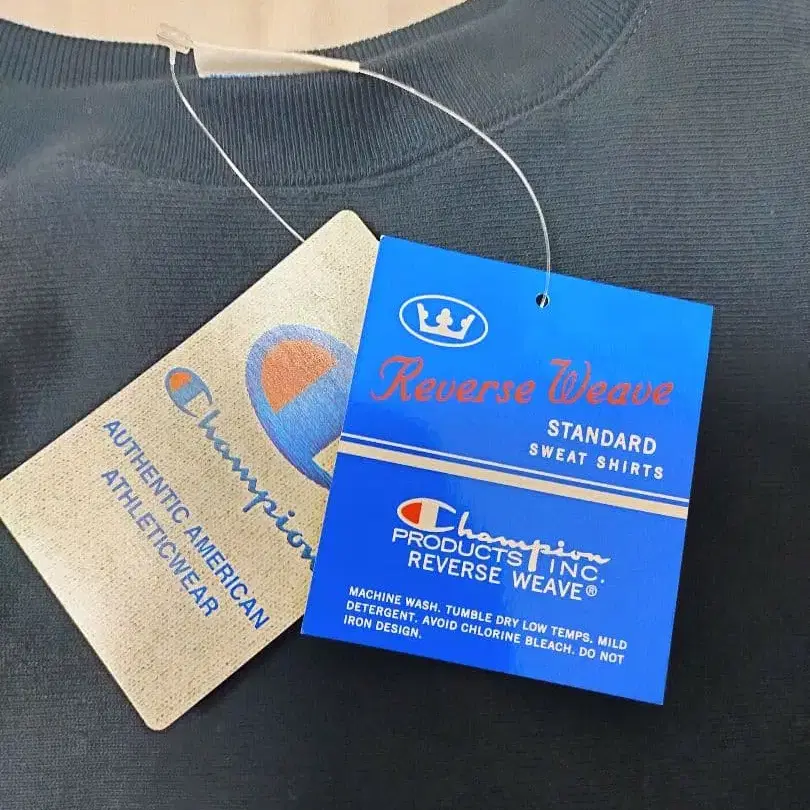 Champion
AUTHENTIC AMERICAN
ATHLETICWEAR
Reverse Weave
STANDARD
SWEAT SHIRTS
Champion
PRODUCTS INC.
REVERSE WEAVE®
MACHINE WASH. TUMBLE DRY LOW TEMPS. MILD
DETERGENT. AVOID CHLORINE BLEACH. DO NOT
IRON DESIGN.